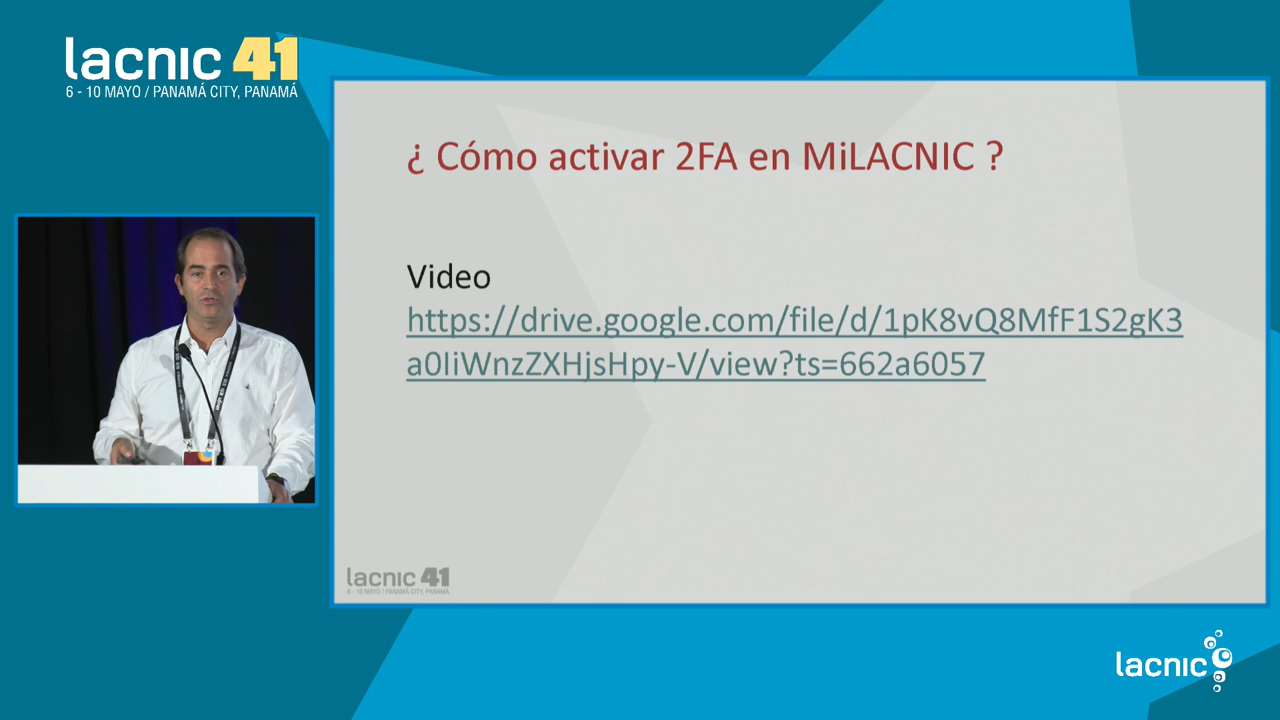 lacnic 41
6 - 10 MAYO / PANAMÁ CITY, PANAMÁ
¿ Cómo activar 2FA en MiLACNIC ?
Video
https://drive.google.com/file/d/1pK8vQ8MfF1S2gK3
a0IiWnzZXHjsHpy-V/view?ts=662a6057
lacnic 41
6 - 10 MAYO / PANAMÁ CITY, PANAMÁ
lacnic